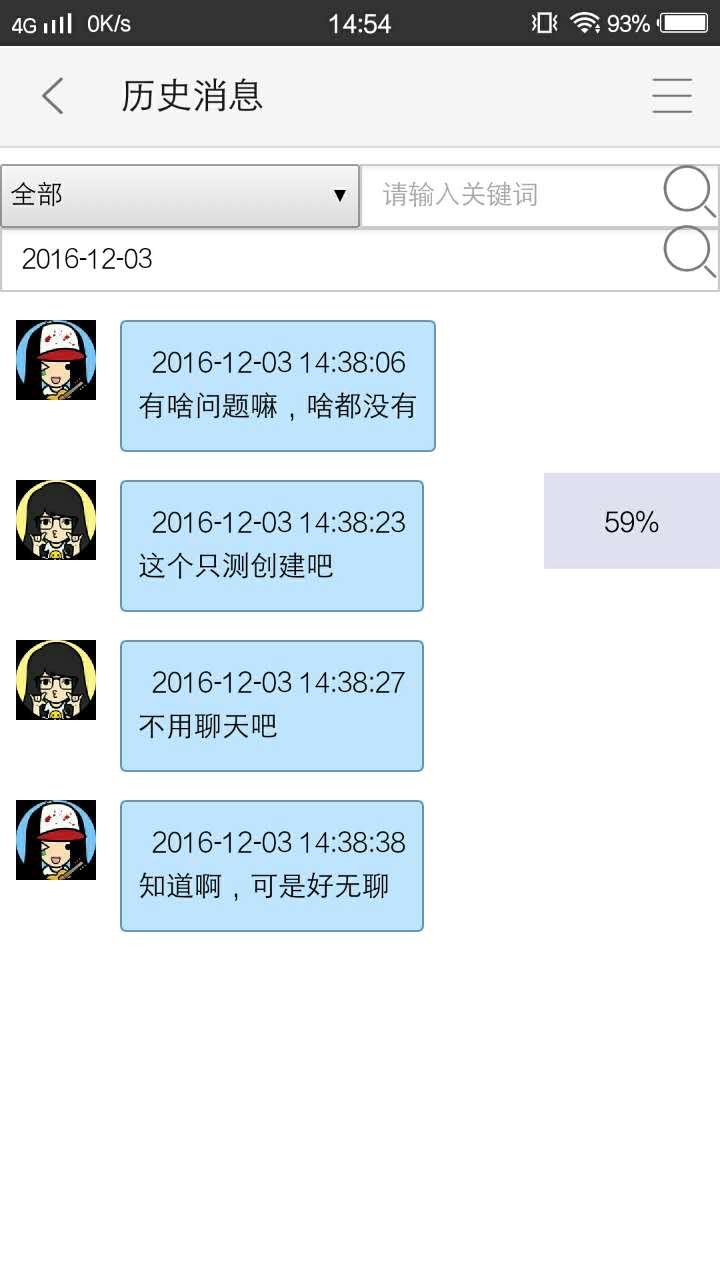 4G 0K/s 14:54 93%
历史消息
全部 ▼ 请输入关键词
2016-12-03
2016-12-03 14:38:06
有啥问题嘛，啥都没有
2016-12-03 14:38:23
59%
这个只测创建吧
2016-12-03 14:38:27
不用聊天吧
2016-12-03 14:38:38
知道啊，可是好无聊